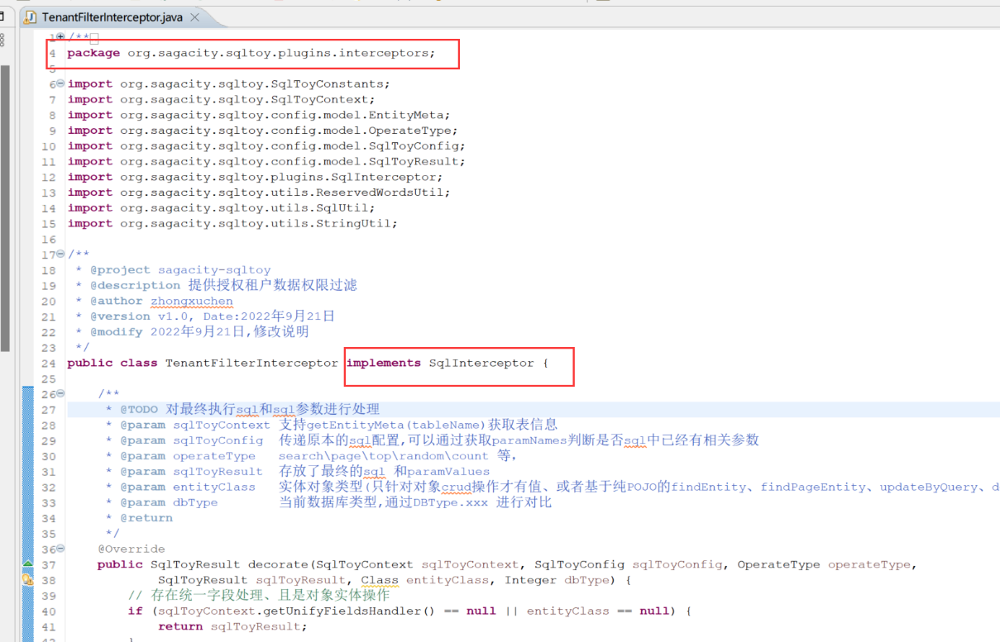 TenantFilterInterceptor.java
1 /**
4 package org.sagacity.sqltoy.plugins.interceptors;
5
6 import org.sagacity.sqltoy.SqlToyConstants;
7 import org.sagacity.sqltoy.SqlToyContext;
8 import org.sagacity.sqltoy.config.model.EntityMeta;
9 import org.sagacity.sqltoy.config.model.OperateType;
10 import org.sagacity.sqltoy.config.model.SqlToyConfig;
11 import org.sagacity.sqltoy.config.model.SqlToyResult;
12 import org.sagacity.sqltoy.plugins.SqlInterceptor;
13 import org.sagacity.sqltoy.utils.ReservedWordsUtil;
14 import org.sagacity.sqltoy.utils.SqlUtil;
15 import org.sagacity.sqltoy.utils.StringUtil;
16
17 /**
18 * @project sagacity-sqltoy
19 * @description 提供授权租户数据权限过滤
20 * @author zhongxuchen
21 * @version v1.0, Date:2022年9月21日
22 * @modify 2022年9月21日,修改说明
23 */
24 public class TenantFilterInterceptor implements SqlInterceptor {
25
26 /**
27 * @TODO 对最终执行sql和sql参数进行处理
28 * @param sqlToyContext 支持getEntityMeta(tableName)获取表信息
29 * @param sqlToyConfig 传递原本的sql配置,可以通过获取paramNames判断是否sql中已经有相关参数
30 * @param operateType search\page\top\random\count 等,
31 * @param sqlToyResult 存放了最终的sql 和paramValues
32 * @param entityClass 实体对象类型(只针对对象crud操作才有值、或者基于纯POJO的findEntity、findPageEntity、updateByQuery、d
33 * @param dbType 当前数据库类型,通过DBType.xxx 进行对比
34 * @return
35 */
36 @Override
37 public SqlToyResult decorate(SqlToyContext sqlToyContext, SqlToyConfig sqlToyConfig, OperateType operateType,
38 SqlToyResult sqlToyResult, Class entityClass, Integer dbType) {
39 // 存在统一字段处理、且是对象实体操作
40 if (sqlToyContext.getUnifyFieldsHandler() == null || entityClass == null) {
41 return sqlToyResult;